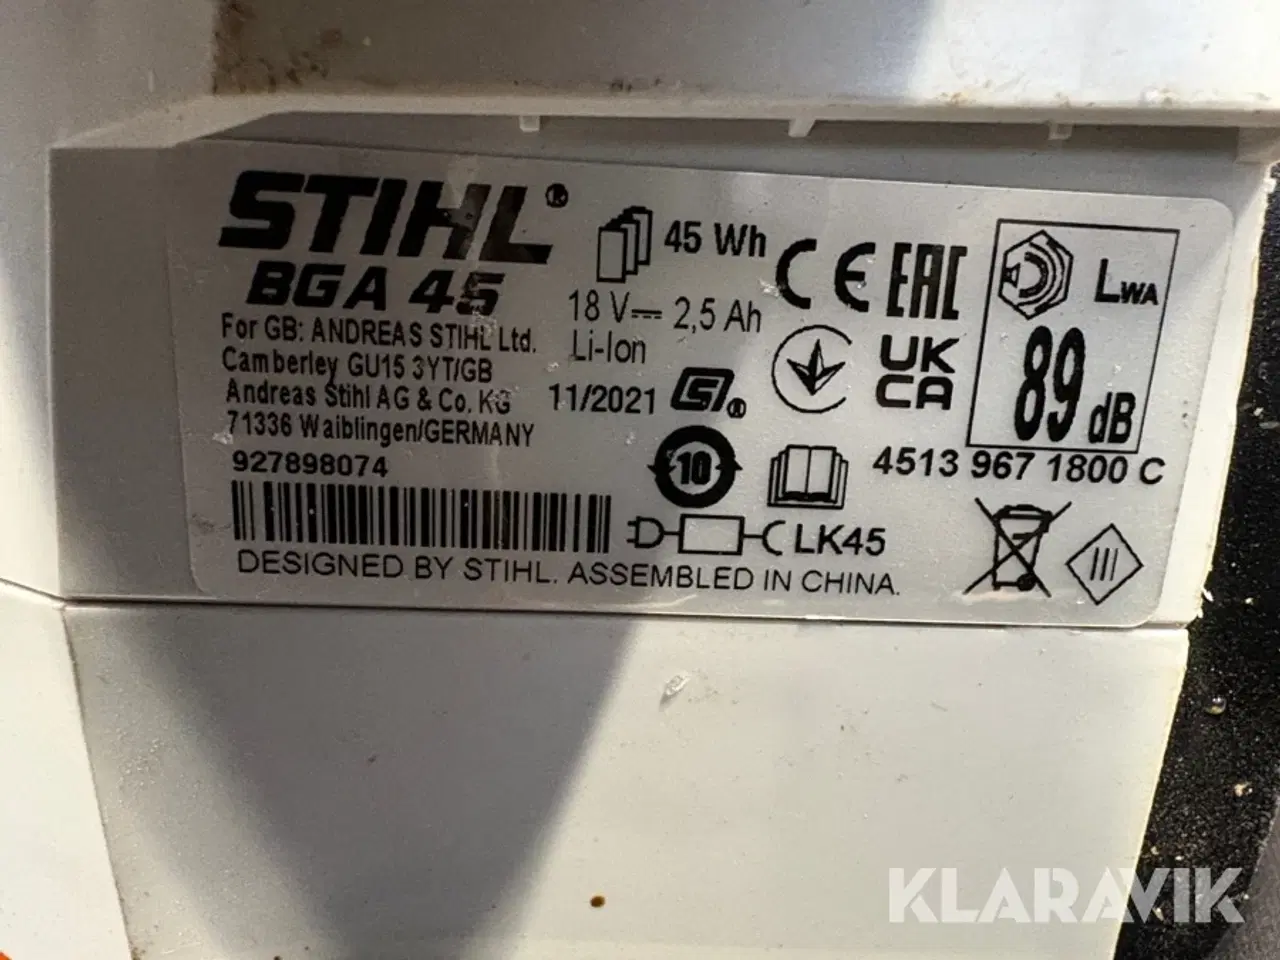 STIHL®
BGA 45
For GB: ANDREAS STIHL Ltd.
Camberley GU15 3YT/GB
Andreas Stihl AG & Co. KG
71336 Waiblingen/GERMANY
927898074
45 Wh
18 V 2,5 Ah
Li-Ion
11/2021
10
CE EAC
UK
CA
LWA
89 dB
4513 967 1800 C
LK45
DESIGNED BY STIHL. ASSEMBLED IN CHINA.
KLARAVIK